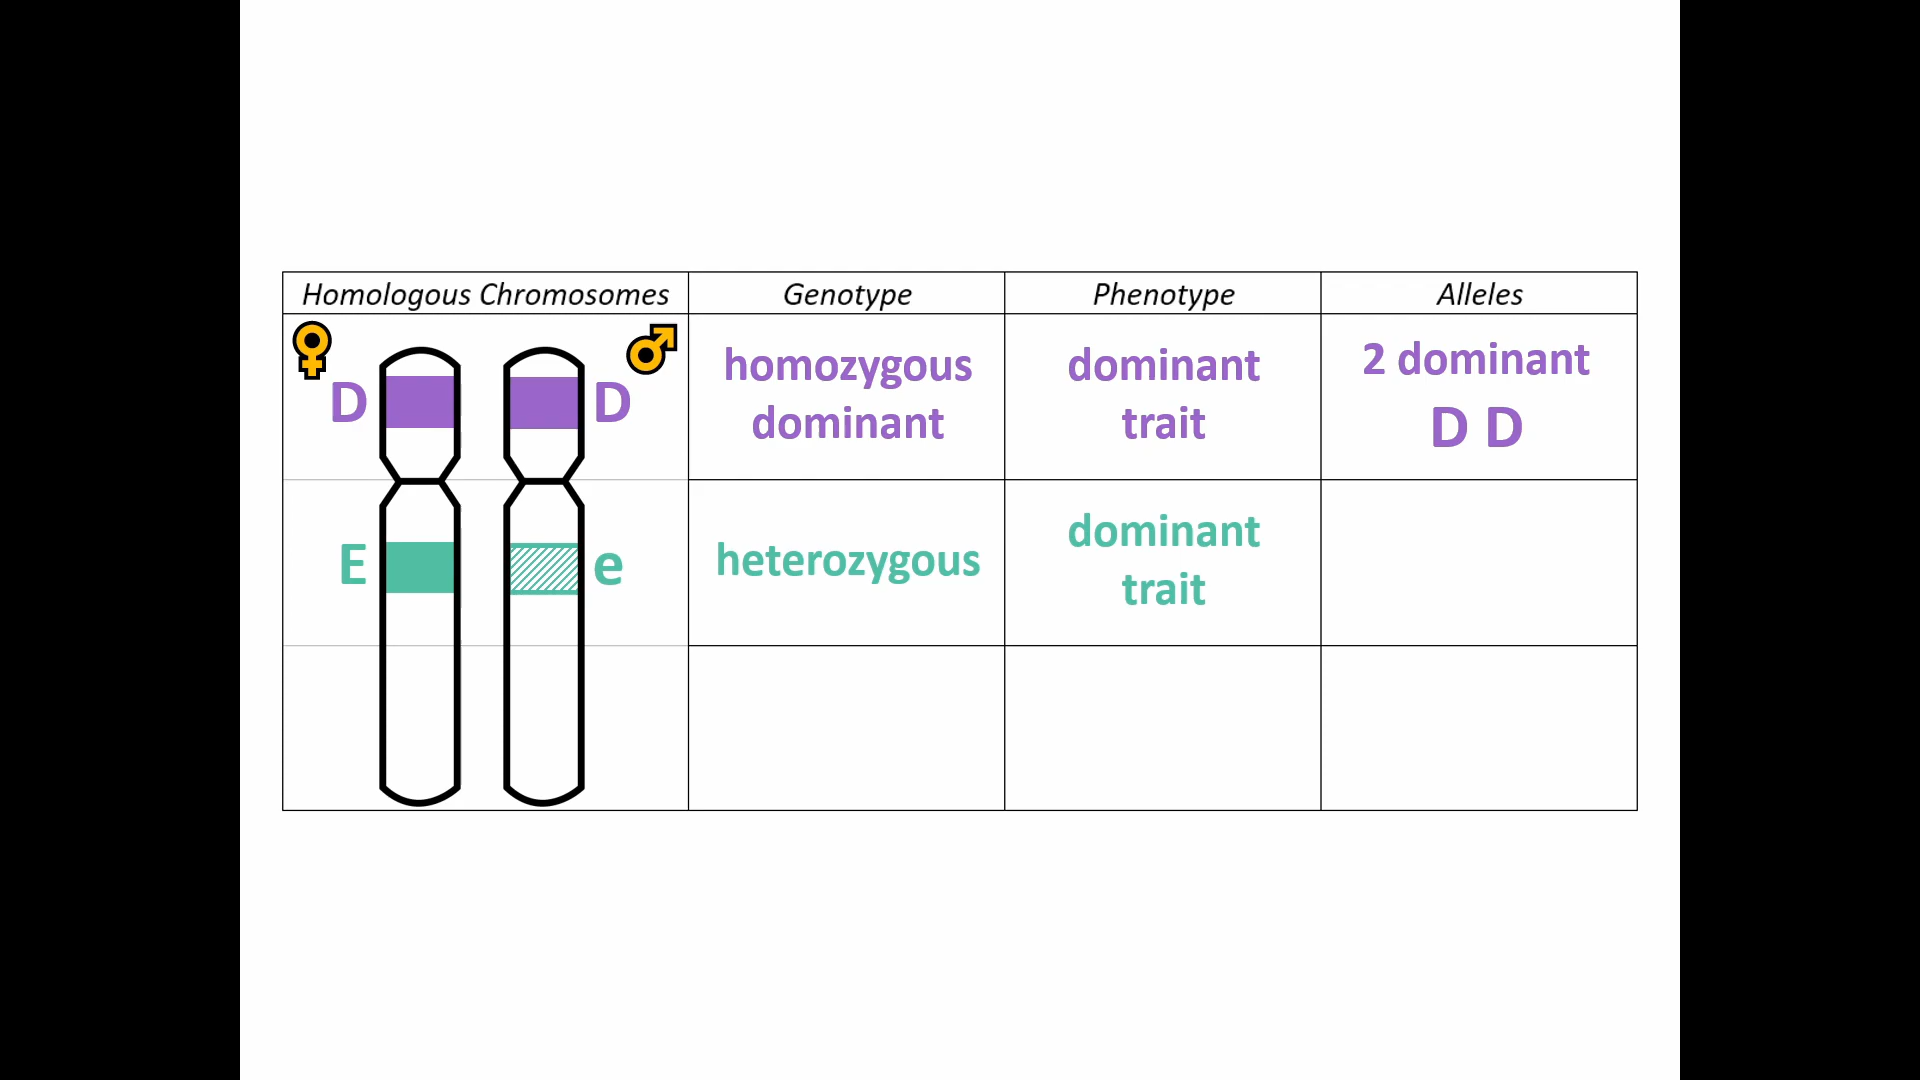 Homologous Chromosomes Genotype Phenotype Alleles
D D
homozygous
dominant
dominant
trait
2 dominant
D D
E e
heterozygous
dominant
trait